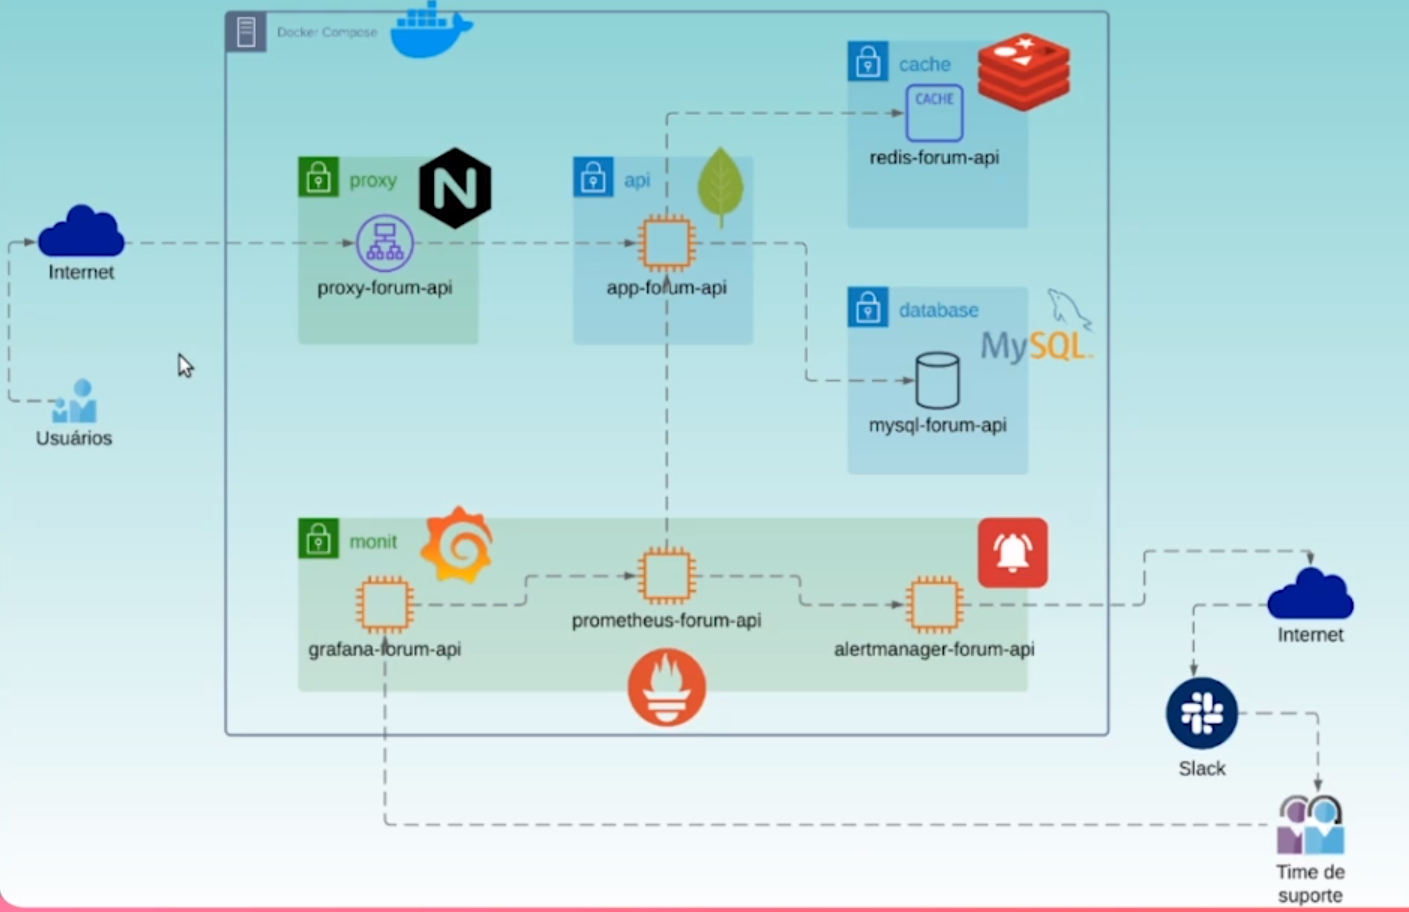 Docker Compose
cache
CACHE
redis-forum-api
proxy
N
proxy-forum-api
api
app-forum-api
Internet
Usuários
database
MySQL
mysql-forum-api
monit
grafana-forum-api
prometheus-forum-api
alertmanager-forum-api
Internet
Slack
Time de
suporte